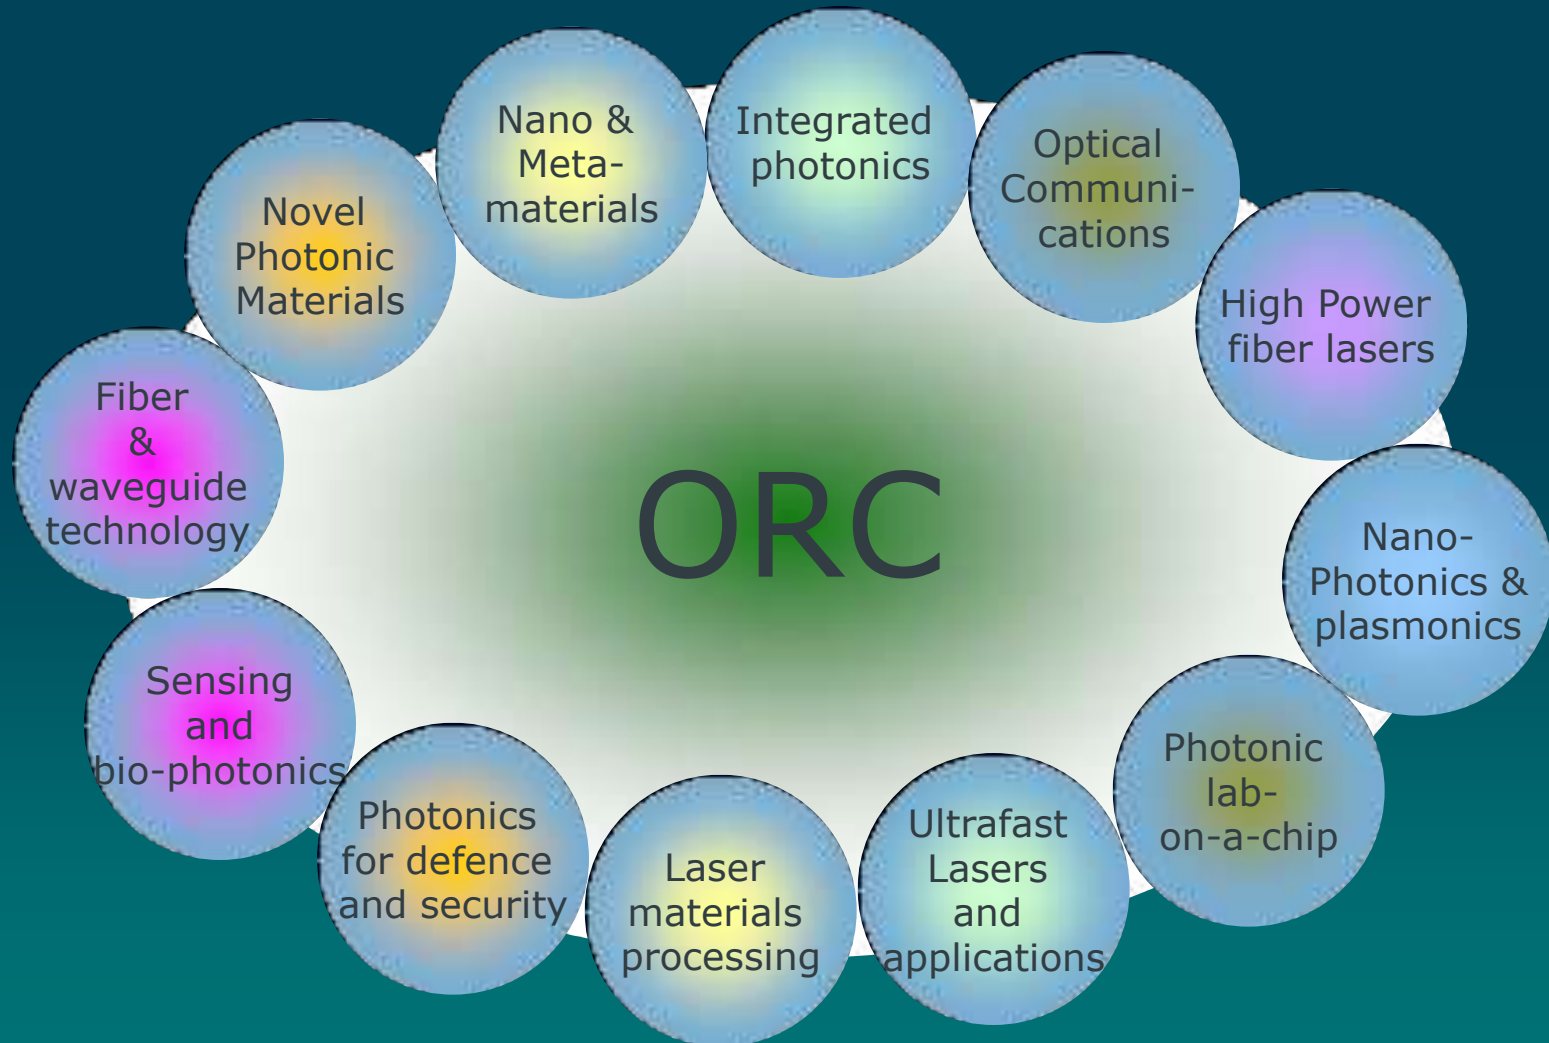 Nano &
Meta-
materials
Integrated
photonics
Optical
Communi-
cations
High Power
fiber lasers
Nano-
Photonics &
plasmonics
Photonic
lab-
on-a-chip
Ultrafast
Lasers
and
applications
Laser
materials
processing
Photonics
for defence
and security
Sensing
and
bio-photonics
Fiber
&
waveguide
technology
Novel
Photonic
Materials
ORC